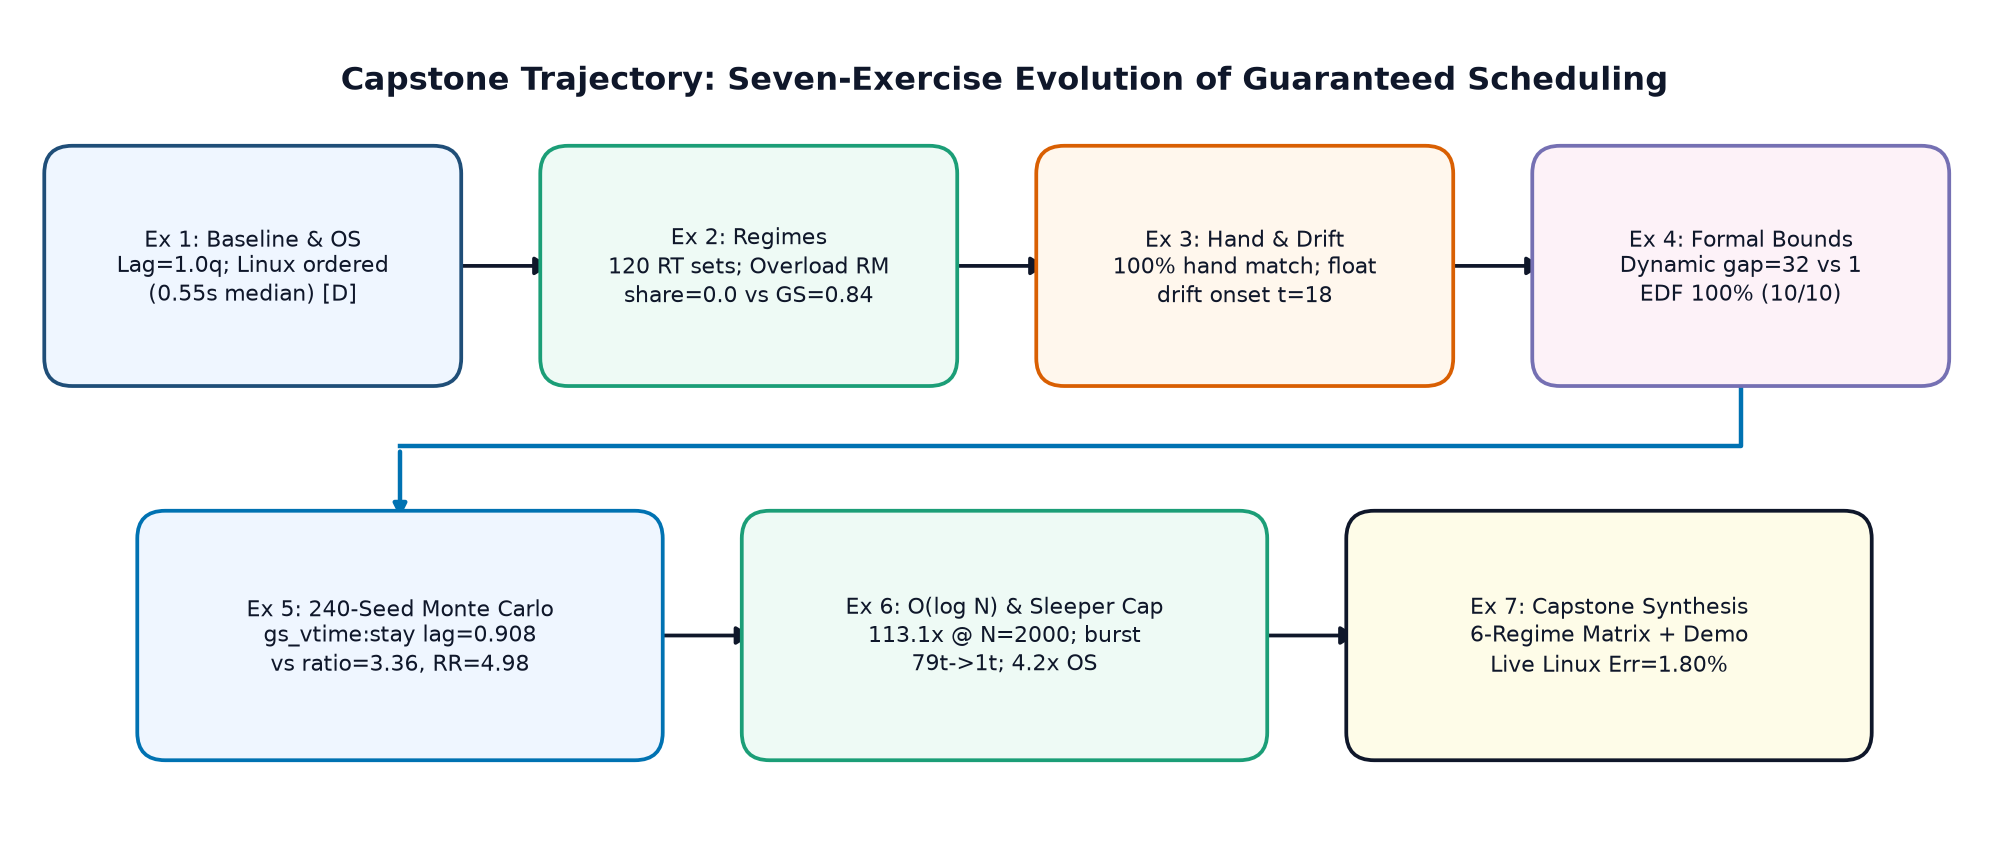 Capstone Trajectory: Seven-Exercise Evolution of Guaranteed Scheduling
Ex 1: Baseline & OS
Lag=1.0q; Linux ordered
(0.55s median) [D]
Ex 2: Regimes
120 RT sets; Overload RM
share=0.0 vs GS=0.84
Ex 3: Hand & Drift
100% hand match; float
drift onset t=18
Ex 4: Formal Bounds
Dynamic gap=32 vs 1
EDF 100% (10/10)
Ex 5: 240-Seed Monte Carlo
gs_vtime:stay lag=0.908
vs ratio=3.36, RR=4.98
Ex 6: O(log N) & Sleeper Cap
113.1x @ N=2000; burst
79t->1t; 4.2x OS
Ex 7: Capstone Synthesis
6-Regime Matrix + Demo
Live Linux Err=1.80%